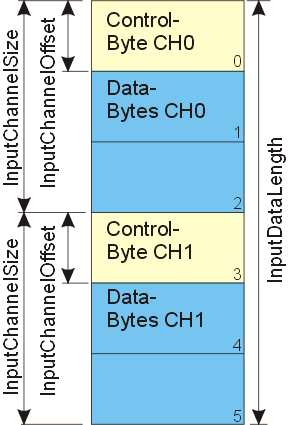 Control-
Byte CH0
0
Data-
Bytes CH0
1
2
Control-
Byte CH1
3
Data-
Bytes CH1
4
5
InputChannelSize
InputChannelOffset
InputChannelSize
InputChannelOffset
InputDataLength